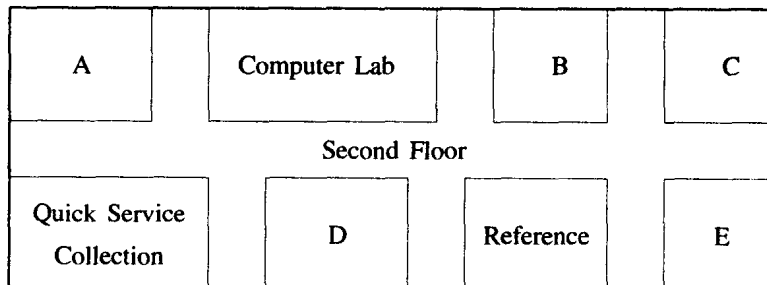 A
Computer Lab
B
C
Second Floor
Quick Service
Collection
D
Reference
E